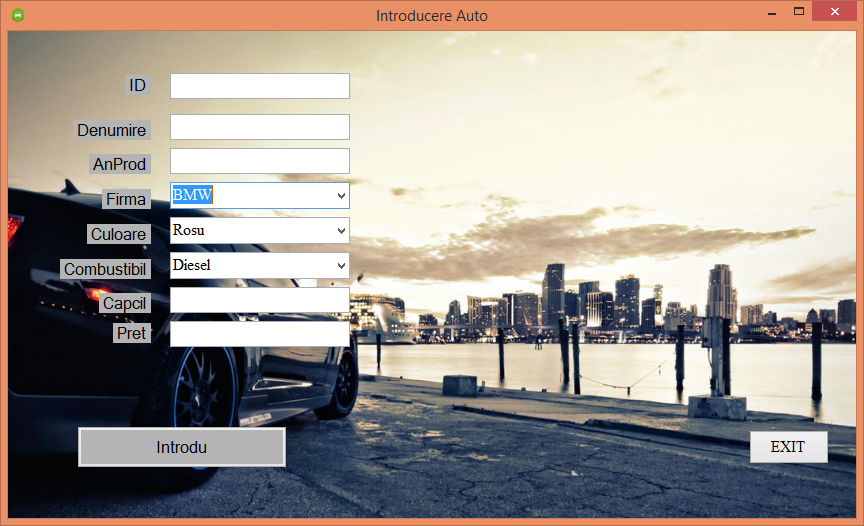 Introducere Auto
ID
Denumire
AnProd
Firma BMW
Culoare Rosu
Combustibil Diesel
Capcil
Pret
Introdu
EXIT